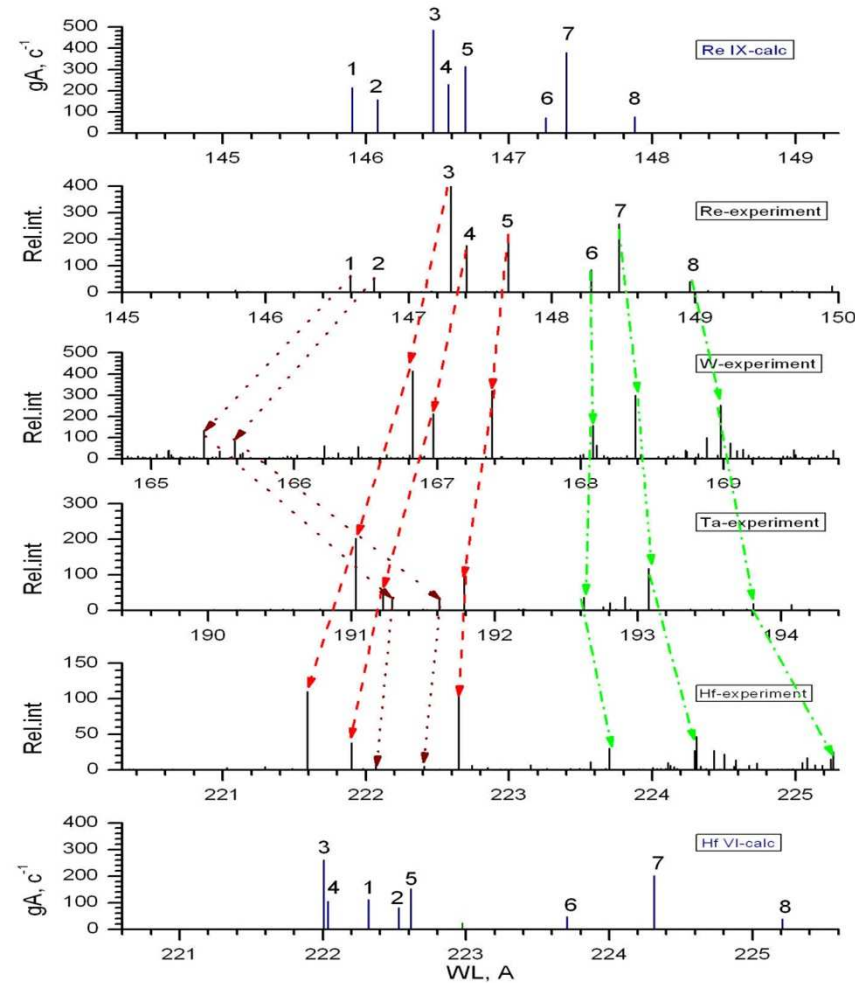 gA, c⁻¹
500
400
300
200
100
0
1 2 3 4 5 6 7 8
Re IX-calc
145 146 147 148 149
Rel.int.
400
300
200
100
0
1 2 3 4 5 6 7 8
Re-experiment
145 146 147 148 149 150
Rel.int
500
400
300
200
100
0
W-experiment
165 166 167 168 169
Rel.int
300
200
100
0
Ta-experiment
190 191 192 193 194
Rel.int
150
100
50
0
Hf-experiment
221 222 223 224 225
gA, c⁻¹
400
300
200
100
0
3 4 1 2 5 6 7 8
Hf VI-calc
221 222 223 224 225
WL, A